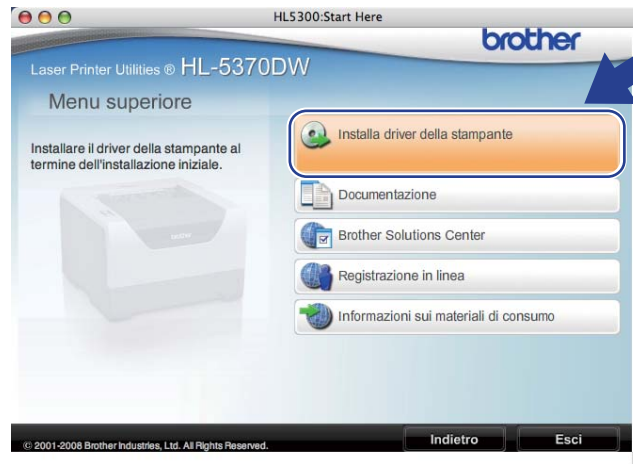 HL5300:Start Here
brother
Laser Printer Utilities ® HL-5370DW
Menu superiore
Installare il driver della stampante al
termine dell'installazione iniziale.
Installa driver della stampante
Documentazione
Brother Solutions Center
Registrazione in linea
Informazioni sui materiali di consumo
© 2001-2008 Brother Industries, Ltd. All Rights Reserved.
Indietro
Esci